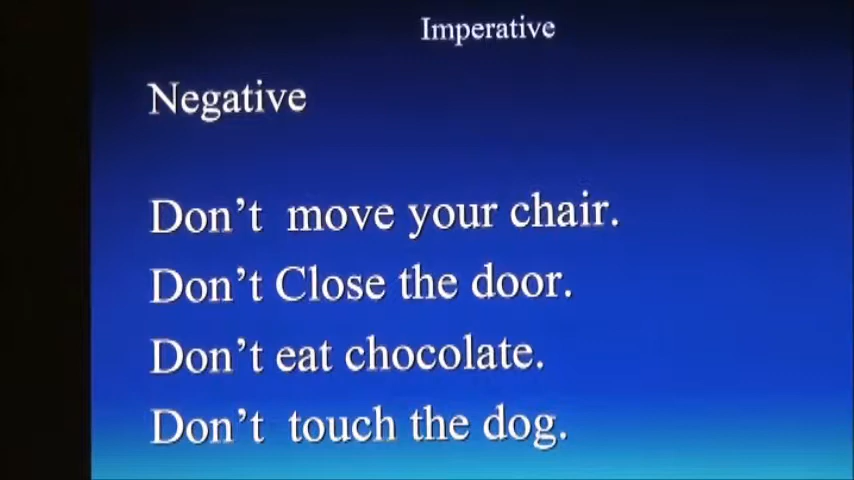 Imperative
Negative
Don't  move your chair.
Don't Close the door.
Don't eat chocolate.
Don't  touch the dog.